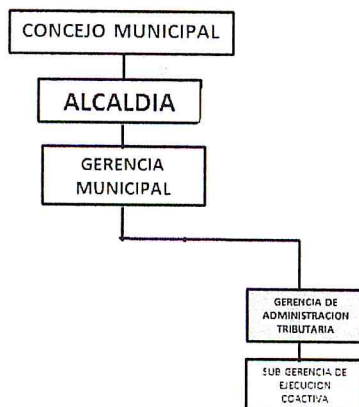 CONCEJO MUNICIPAL
ALCALDIA
GERENCIA
MUNICIPAL
GERENCIA DE
ADMINISTRACION
TRIBUTARIA
SUB GERENCIA DE
EJECUCION
COACTIVA